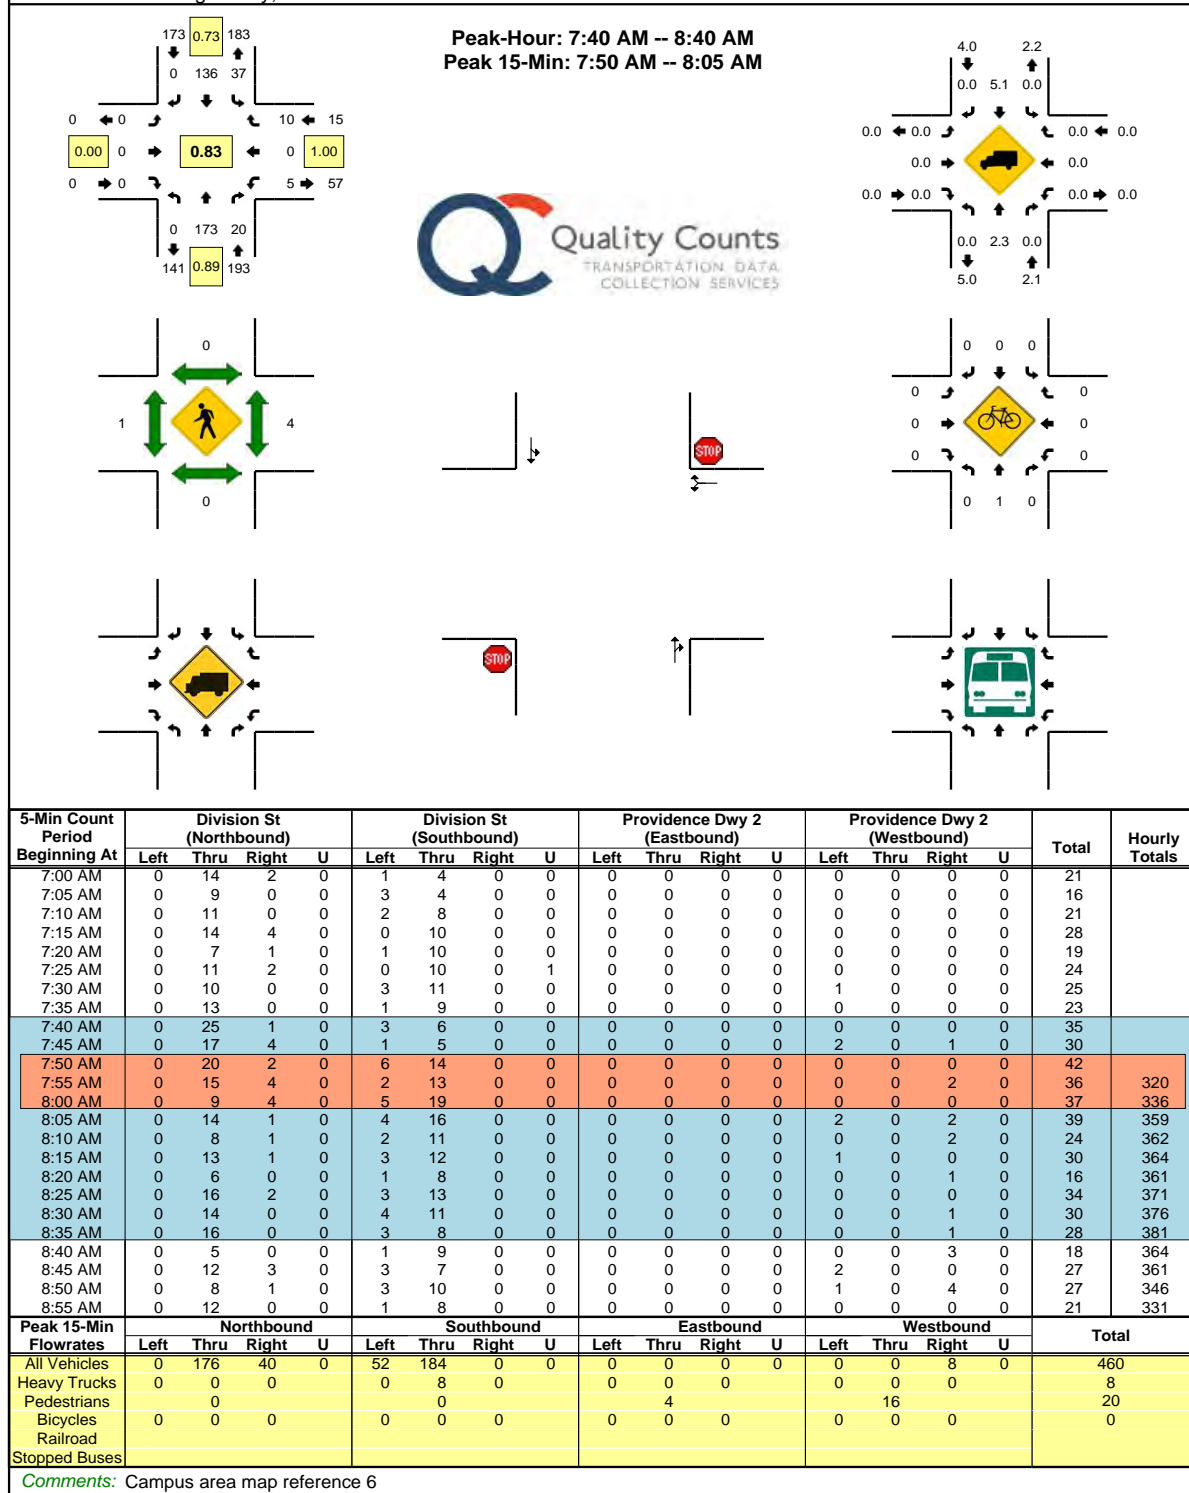 Peak-Hour: 7:40 AM -- 8:40 AM
Peak 15-Min: 7:50 AM -- 8:05 AM
173 0.73 183
0 136 37
0 0 10 15
0.00 0 0.83 0 1.00
0 0 5 57
0 173 20
141 0.89 193
4.0 2.2
0.0 5.1 0.0
0.0 0.0 0.0 0.0
0.0 0.0
0.0 0.0 0.0 0.0
0.0 2.3 0.0
5.0 2.1
Quality Counts
TRANSPORTATION DATA
COLLECTION SERVICES
0
1 4
0
STOP
0 0 0
0 0
0 0
0 0
0 1 0
STOP
5-Min Count Period Beginning At Division St (Northbound) Division St (Southbound) Providence Dwy 2 (Eastbound) Providence Dwy 2 (Westbound) Total Hourly Totals
Left Thru Right U Left Thru Right U Left Thru Right U Left Thru Right U
7:00 AM 0 14 2 0 1 4 0 0 0 0 0 0 0 0 0 0 21
7:05 AM 0 9 0 0 3 4 0 0 0 0 0 0 0 0 0 0 16
7:10 AM 0 11 0 0 2 8 0 0 0 0 0 0 0 0 0 0 21
7:15 AM 0 14 4 0 0 10 0 0 0 0 0 0 0 0 0 0 28
7:20 AM 0 7 1 0 1 10 0 0 0 0 0 0 0 0 0 0 19
7:25 AM 0 11 2 0 0 10 0 1 0 0 0 0 0 0 0 0 24
7:30 AM 0 10 0 0 3 11 0 0 0 0 0 0 1 0 0 0 25
7:35 AM 0 13 0 0 1 9 0 0 0 0 0 0 0 0 0 0 23
7:40 AM 0 25 1 0 3 6 0 0 0 0 0 0 0 0 0 0 35
7:45 AM 0 17 4 0 1 5 0 0 0 0 0 0 2 0 1 0 30
7:50 AM 0 20 2 0 6 14 0 0 0 0 0 0 0 0 0 0 42
7:55 AM 0 15 4 0 2 13 0 0 0 0 0 0 0 0 2 0 36 320
8:00 AM 0 9 4 0 5 19 0 0 0 0 0 0 0 0 0 0 37 336
8:05 AM 0 14 1 0 4 16 0 0 0 0 0 0 2 0 2 0 39 359
8:10 AM 0 8 1 0 2 11 0 0 0 0 0 0 0 0 2 0 24 362
8:15 AM 0 13 1 0 3 12 0 0 0 0 0 0 1 0 0 0 30 364
8:20 AM 0 6 0 0 1 8 0 0 0 0 0 0 0 0 1 0 16 361
8:25 AM 0 16 2 0 3 13 0 0 0 0 0 0 0 0 0 0 34 371
8:30 AM 0 14 0 0 4 11 0 0 0 0 0 0 0 0 1 0 30 376
8:35 AM 0 16 0 0 3 8 0 0 0 0 0 0 0 0 1 0 28 381
8:40 AM 0 5 0 0 1 9 0 0 0 0 0 0 0 0 3 0 18 364
8:45 AM 0 12 3 0 3 7 0 0 0 0 0 0 2 0 0 0 27 361
8:50 AM 0 8 1 0 3 10 0 0 0 0 0 0 1 0 4 0 27 346
8:55 AM 0 12 0 0 1 8 0 0 0 0 0 0 0 0 0 0 21 331
Peak 15-Min Flowrates Northbound Southbound Eastbound Westbound Total
Left Thru Right U Left Thru Right U Left Thru Right U Left Thru Right U
All Vehicles 0 176 40 0 52 184 0 0 0 0 0 0 0 0 8 0 460
Heavy Trucks 0 0 0 0 8 0 0 0 0 0 0 0 8
Pedestrians 0 0 4 16 20
Bicycles 0 0 0 0 0 0 0 0 0 0 0 0 0
Railroad
Stopped Buses
Comments: Campus area map reference 6